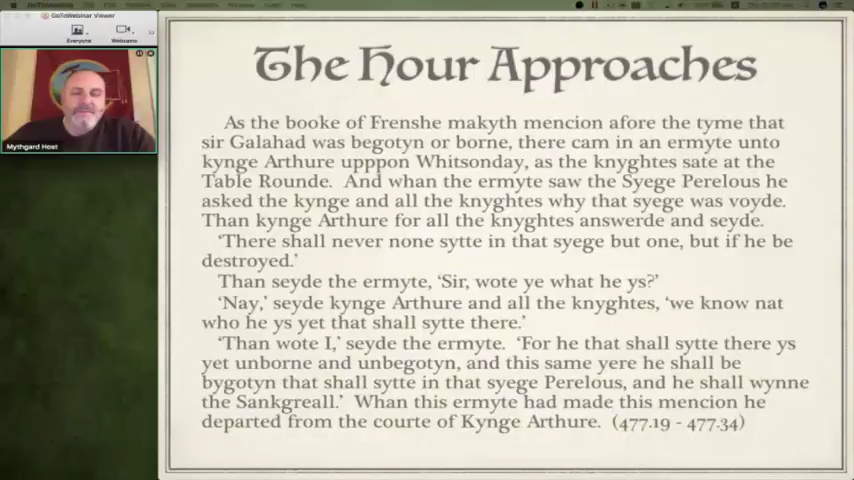 GoToWebinar Viewer
Everyone
Webcams
Mythgard Host
The Hour Approaches
As the booke of Frenshe makyth mencion afore the tyme that
sir Galahad was begotyn or borne, there cam in an ermyte unto
kynge Arthure upppon Whitsonday, as the knyghtes sate at the
Table Rounde. And whan the ermyte saw the Syege Perelous he
asked the kynge and all the knyghtes why that syege was voyde.
Than kynge Arthure for all the knyghtes answerde and seyde.
'There shall never none sytte in that syege but one, but if he be
destroyed.'
Than seyde the ermyte, 'Sir, wote ye what he ys?'
'Nay,' seyde kynge Arthure and all the knyghtes, 'we know nat
who he ys yet that shall sytte there.'
'Than wote I,' seyde the ermyte. 'For he that shall sytte there ys
yet unborne and unbegotyn, and this same yere he shall be
bygotyn that shall sytte in that syege Perelous, and he shall wynne
the Sankgreall.' Whan this ermyte had made this mencion he
departed from the courte of Kynge Arthure. (477.19 - 477.34)